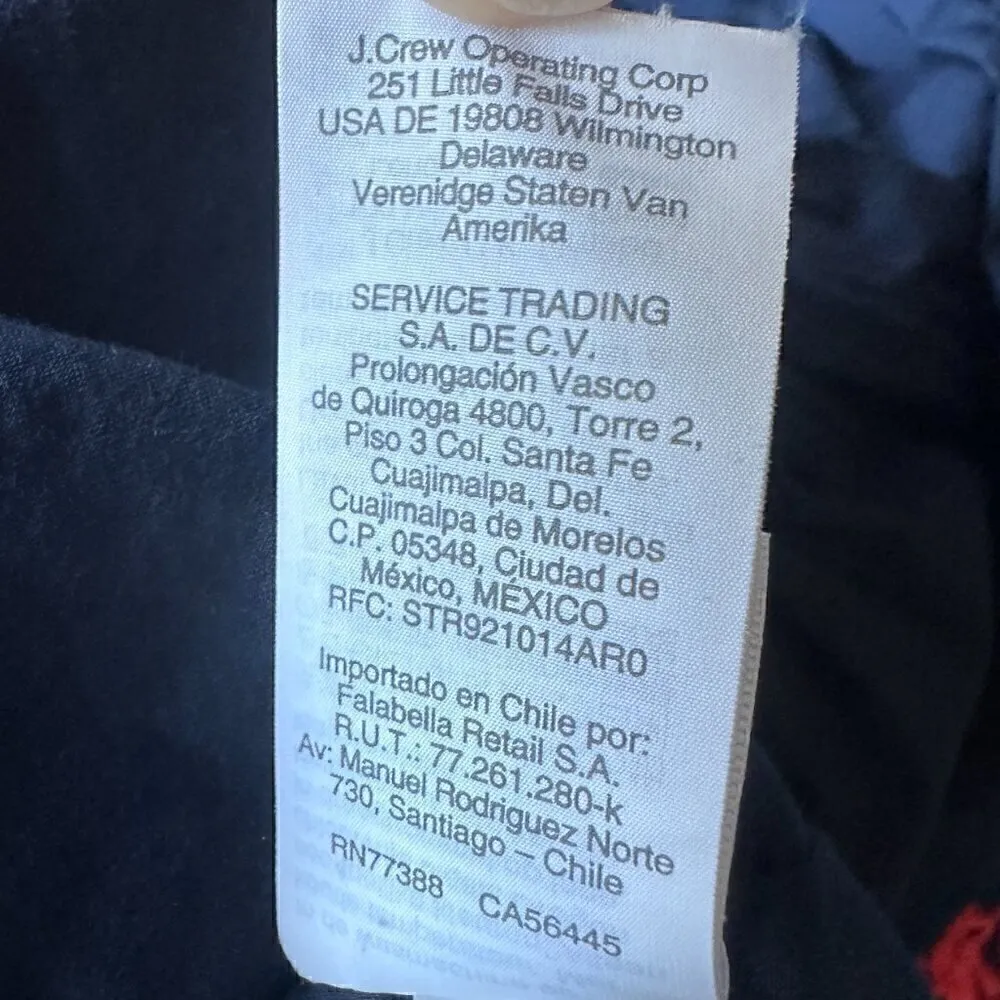 J.Crew Operating Corp
251 Little Falls Drive
USA DE 19808 Wilmington
Delaware
Verenidge Staten Van
Amerika
SERVICE TRADING
S.A. DE C.V.
Prolongación Vasco
de Quiroga 4800, Torre 2,
Piso 3 Col. Santa Fe
Cuajimalpa, Del.
Cuajimalpa de Morelos
C.P. 05348, Ciudad de
México, MÉXICO
RFC: STR921014AR0
Importado en Chile por:
Falabella Retail S.A.
R.U.T.: 77.261.280-k
Av: Manuel Rodriguez Norte
730, Santiago – Chile
RN77388 CA56445